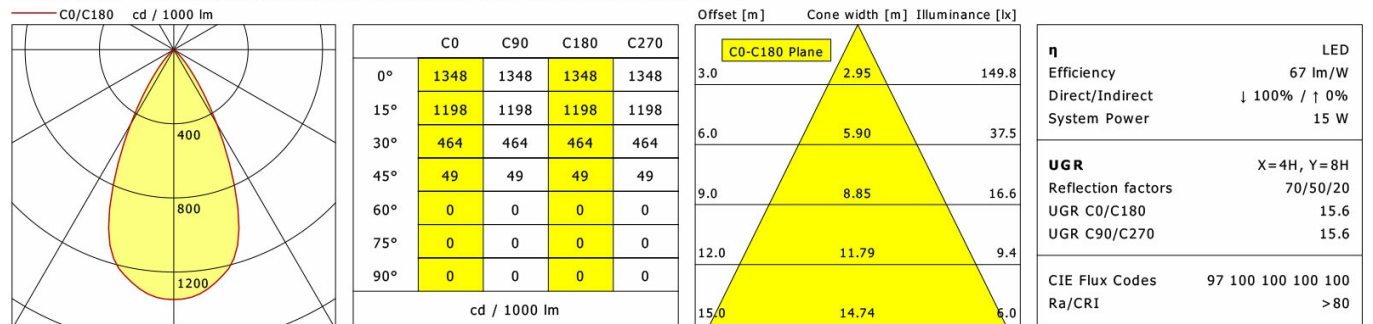 C0/C180 cd / 1000 lm
400
800
1200
C0 C90 C180 C270
0° 1348 1348 1348 1348
15° 1198 1198 1198 1198
30° 464 464 464 464
45° 49 49 49 49
60° 0 0 0 0
75° 0 0 0 0
90° 0 0 0 0
cd / 1000 lm
Offset [m] Cone width [m] Illuminance [lx]
C0-C180 Plane
3.0 2.95 149.8
6.0 5.90 37.5
9.0 8.85 16.6
12.0 11.79 9.4
15.0 14.74 6.0
η LED
Efficiency 67 lm/W
Direct/Indirect ↓ 100% / ↑ 0%
System Power 15 W
UGR X=4H, Y=8H
Reflection factors 70/50/20
UGR C0/C180 15.6
UGR C90/C270 15.6
CIE Flux Codes 97 100 100 100 100
Ra/CRI >80